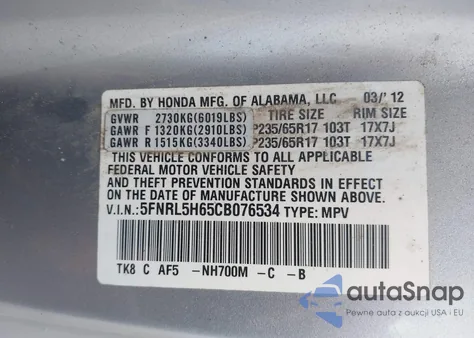 MFD. BY HONDA MFG. OF ALABAMA, LLC 03/'12
GVWR 2730KG(6019LBS) TIRE SIZE RIM SIZE
GAWR F 1320KG(2910LBS) P235/65R17 103T 17X7J
GAWR R 1515KG(3340LBS) P235/65R17 103T 17X7J
THIS VEHICLE CONFORMS TO ALL APPLICABLE
FEDERAL MOTOR VEHICLE SAFETY
AND THEFT PREVENTION STANDARDS IN EFFECT
ON THE DATE OF MANUFACTURE SHOWN ABOVE.
V.I.N.: 5FNRL5H65CB076534 TYPE: MPV
TK8 C AF5 -NH700M -C -B
autoSnap
Pewne auta z aukcji USA i EU